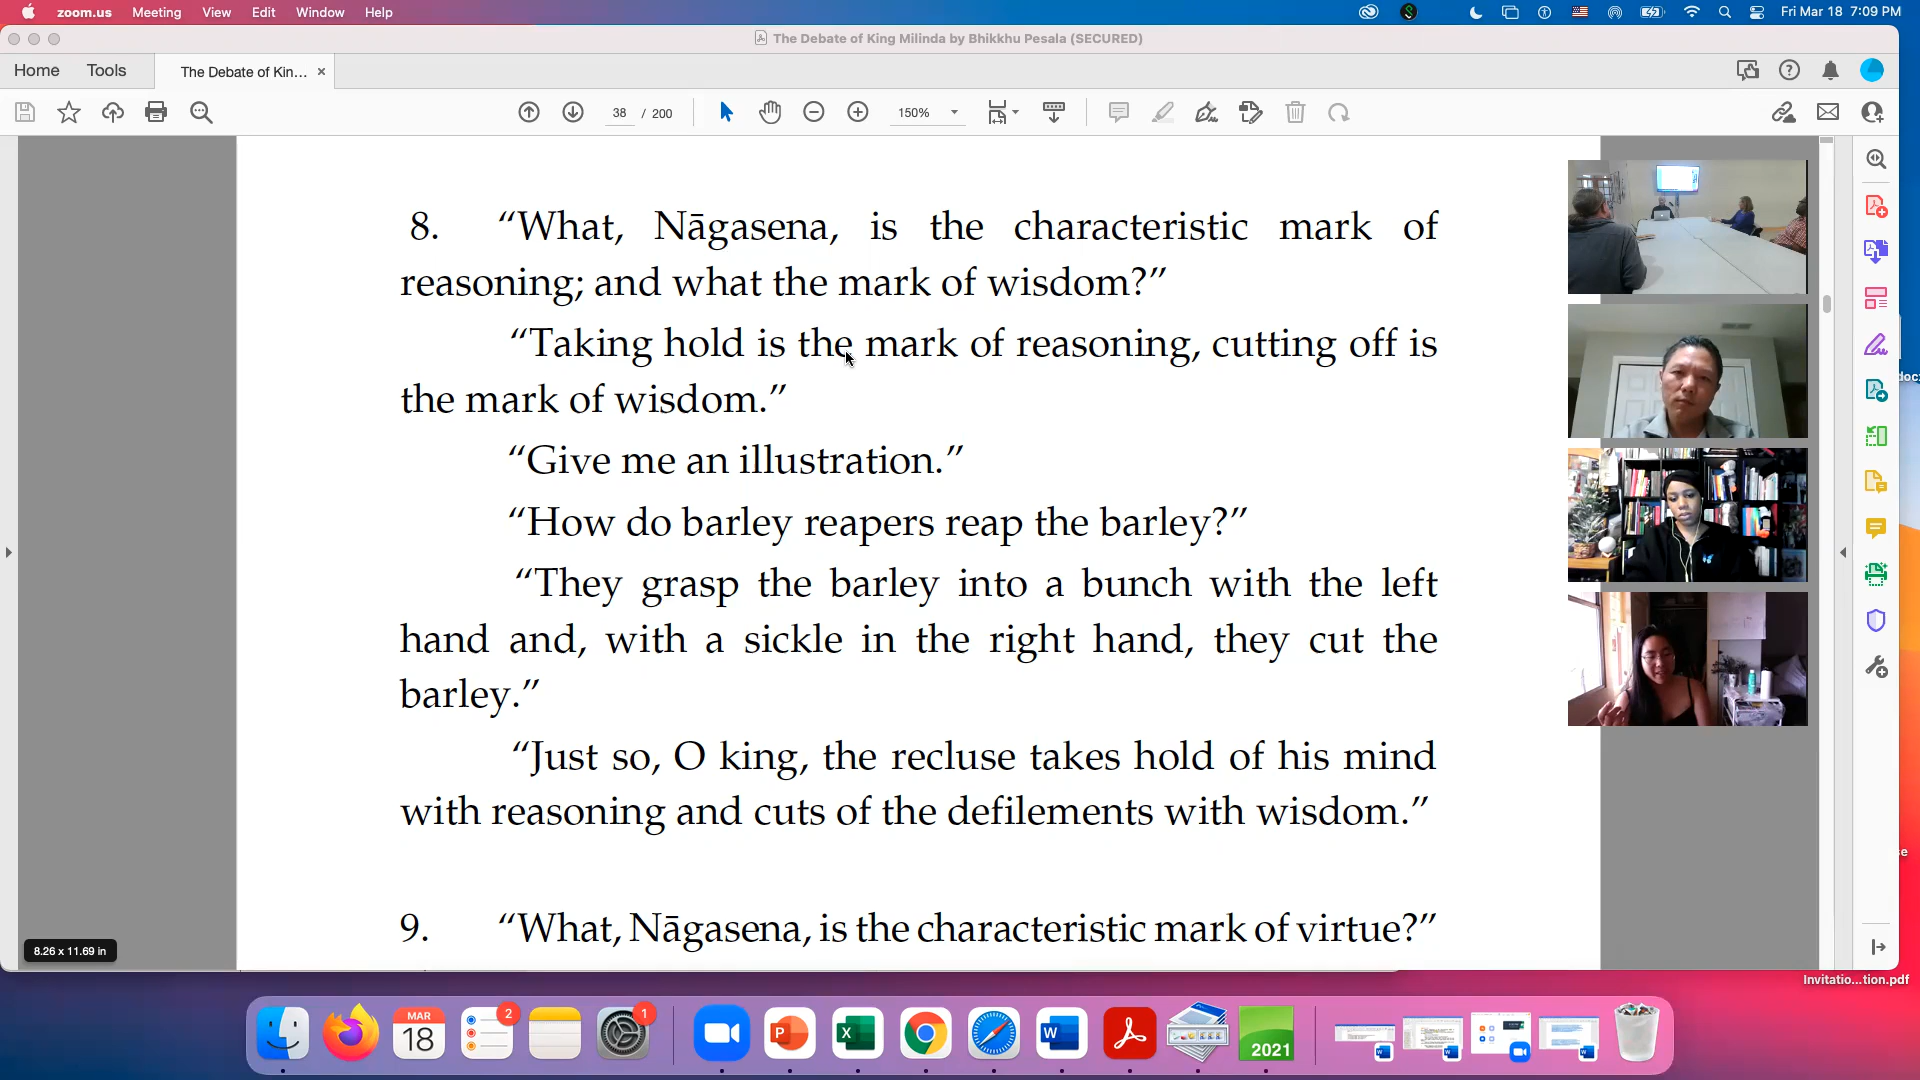 zoom.us Meeting View Edit Window Help
Fri Mar 18 7:09 PM
The Debate of King Milinda by Bhikkhu Pesala (SECURED)
Home Tools The Debate of Kin... ×
38 / 200
150%
8. “What, Nāgasena, is the characteristic mark of
reasoning; and what the mark of wisdom?”
“Taking hold is the mark of reasoning, cutting off is
the mark of wisdom.”
“Give me an illustration.”
“How do barley reapers reap the barley?”
“They grasp the barley into a bunch with the left
hand and, with a sickle in the right hand, they cut the
barley.”
“Just so, O king, the recluse takes hold of his mind
with reasoning and cuts of the defilements with wisdom.”
9. “What, Nāgasena, is the characteristic mark of virtue?”
8.26 x 11.69 in
Invitatio...tion.pdf
MAR
18
2
1
2021